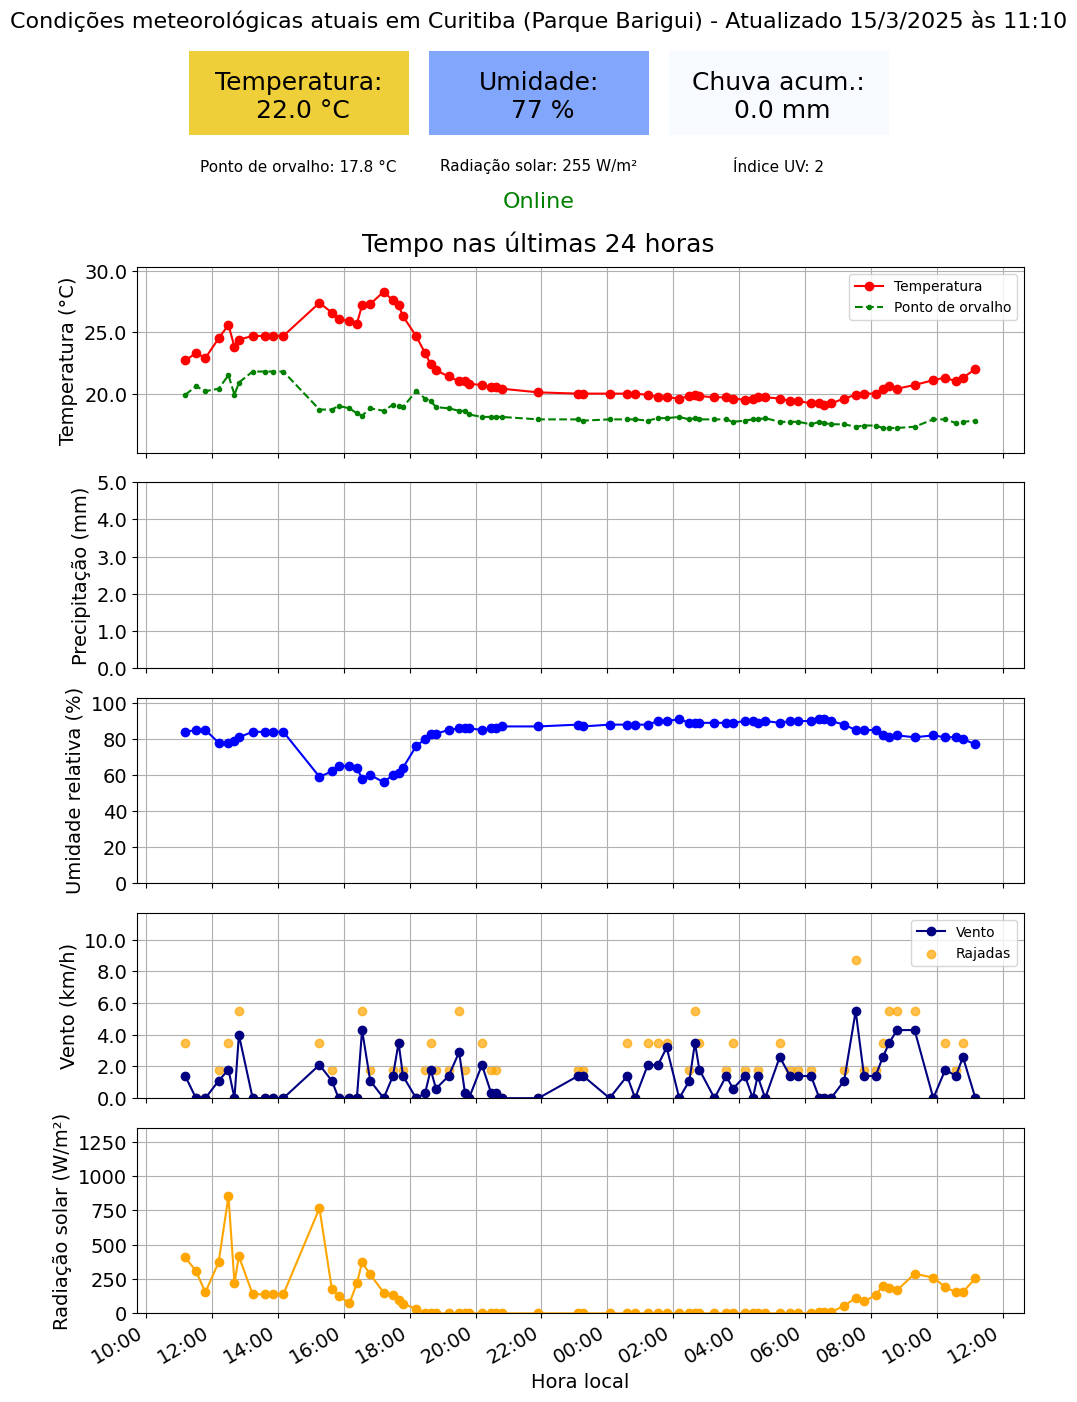 Condições meteorológicas atuais em Curitiba (Parque Barigui) - Atualizado 15/3/2025 às 11:10
Temperatura:
22.0 °C
Umidade:
77 %
Chuva acum.:
0.0 mm
Ponto de orvalho: 17.8 °C
Radiação solar: 255 W/m²
Índice UV: 2
Online
Tempo nas últimas 24 horas
Temperatura (°C)
30.0
25.0
20.0
Temperatura
Ponto de orvalho
Precipitação (mm)
5.0
4.0
3.0
2.0
1.0
0.0
Umidade relativa (%)
100
80
60
40
20
0
Vento (km/h)
10.0
8.0
6.0
4.0
2.0
0.0
Vento
Rajadas
Radiação solar (W/m²)
1250
1000
750
500
250
0
10:00
12:00
14:00
16:00
18:00
20:00
22:00
00:00
02:00
04:00
06:00
08:00
10:00
12:00
Hora local